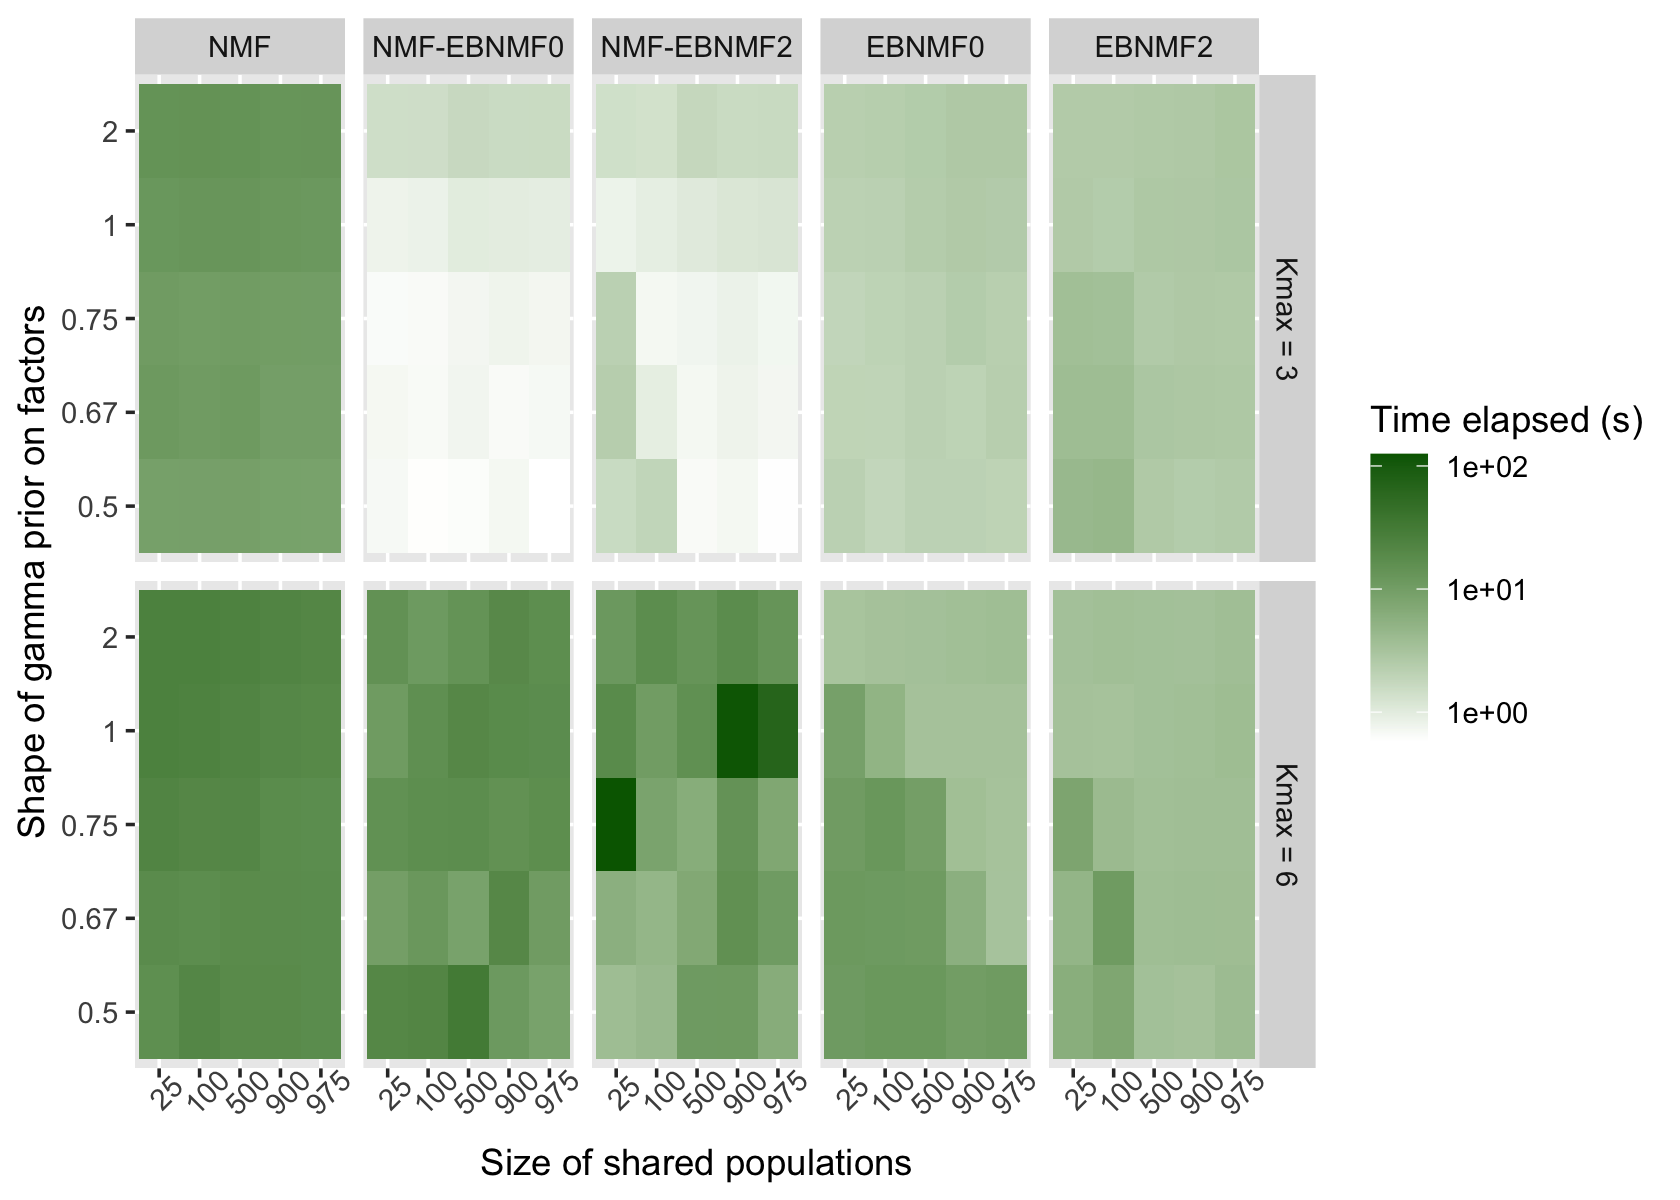 NMF NMF-EBNMF0 NMF-EBNMF2 EBNMF0 EBNMF2
Shape of gamma prior on factors
2
1
0.75
0.67
0.5
Kmax = 3
2
1
0.75
0.67
0.5
Kmax = 6
25 100 500 900 975 25 100 500 900 975 25 100 500 900 975 25 100 500 900 975 25 100 500 900 975
Size of shared populations
Time elapsed (s)
1e+02
1e+01
1e+00